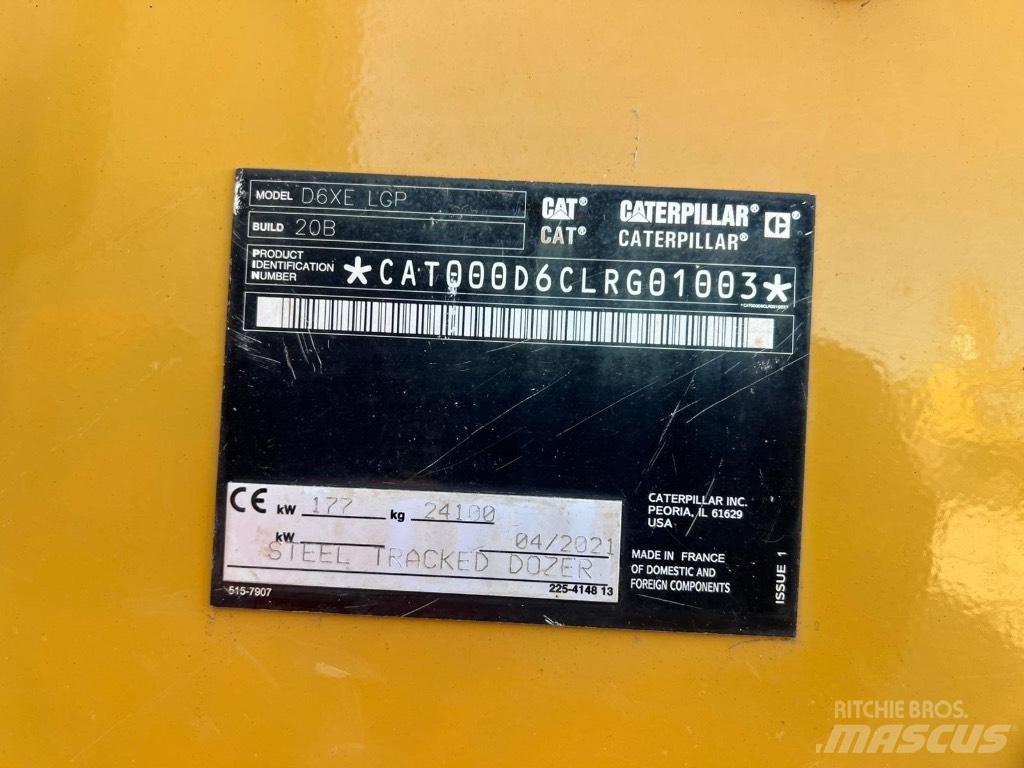 MODEL D6XE LGP
BUILD 20B
CAT® CATERPILLAR®
CAT® CATERPILLAR®
PRODUCT
IDENTIFICATION
NUMBER
*CAT000D6CLRG01003*
CE kW 177 kg 24100
kW 04/2021
STEEL TRACKED DOZER
515-7907 225-4148 13
CATERPILLAR INC.
PEORIA, IL 61629
USA
MADE IN FRANCE
OF DOMESTIC AND
FOREIGN COMPONENTS
ISSUE 1
RITCHIE BROS.
MASCUS